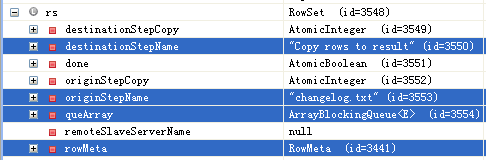 rs RowSet (id=3548)
destinationStepCopy AtomicInteger (id=3549)
destinationStepName "Copy rows to result" (id=3550)
done AtomicBoolean (id=3551)
originStepCopy AtomicInteger (id=3552)
originStepName "changelog.txt" (id=3553)
queArray ArrayBlockingQueue<E> (id=3554)
remoteSlaveServerName null
rowMeta RowMeta (id=3441)